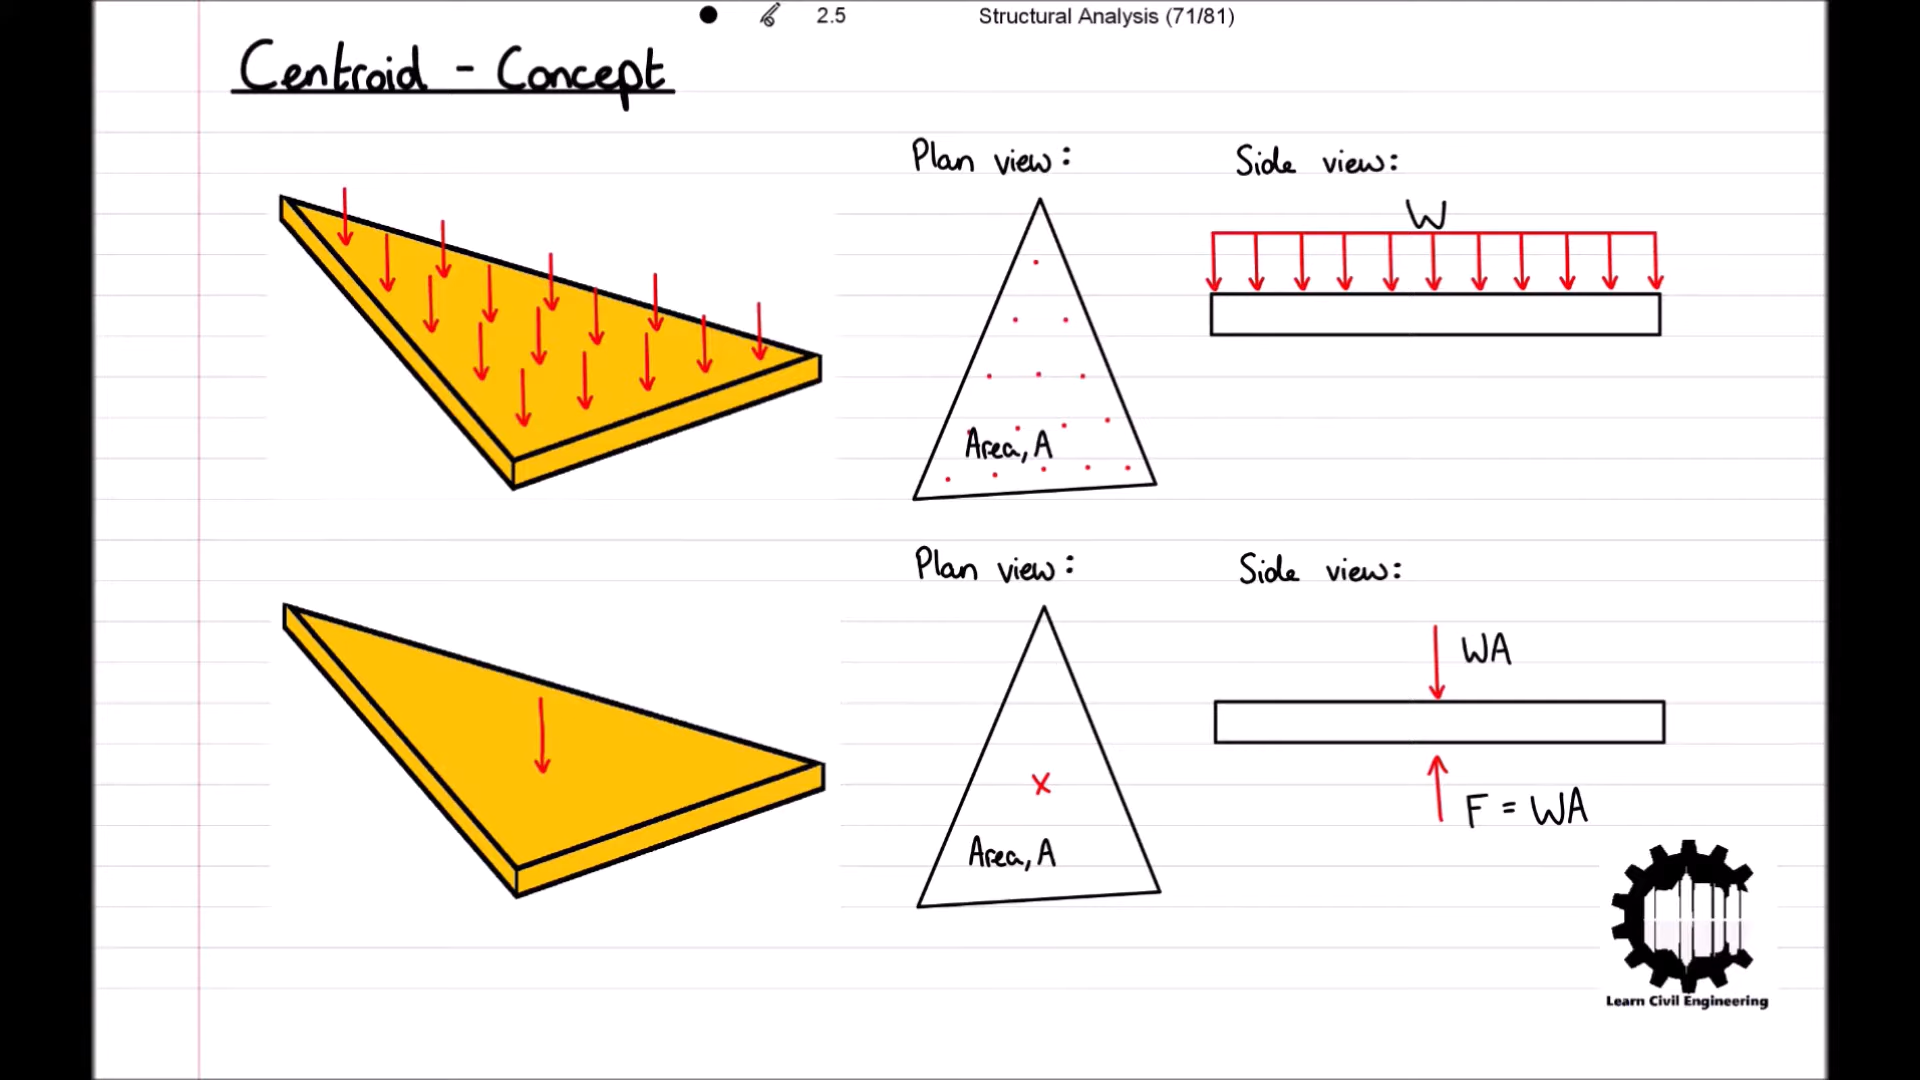 2.5 Structural Analysis (71/81)
Centroid - Concept
Plan view: Side view:
W
Area, A
Plan view: Side view:
WA
F = WA
Area, A
Learn Civil Engineering